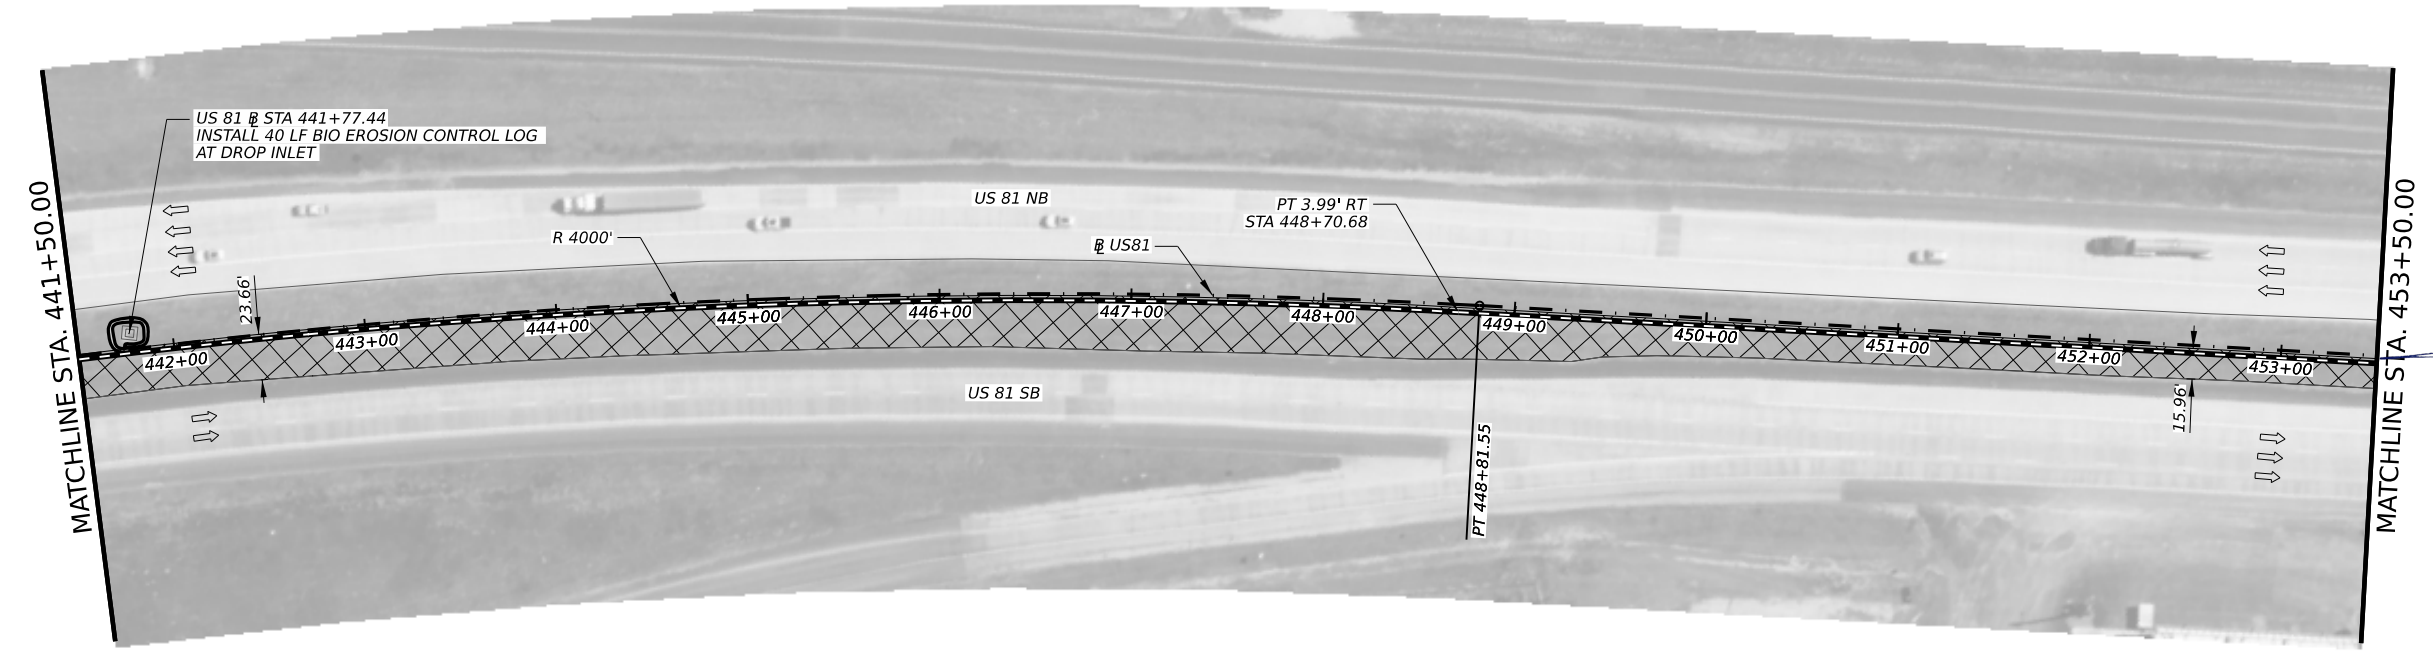 US 81 ⅊ STA 441+77.44
INSTALL 40 LF BIO EROSION CONTROL LOG
AT DROP INLET
MATCHLINE STA. 441+50.00
23.66'
R 4000'
US 81 NB
BL US81
PT 3.99' RT
STA 448+70.68
442+00
443+00
444+00
445+00
446+00
447+00
448+00
449+00
450+00
451+00
452+00
453+00
US 81 SB
PT 448+81.55
15.96'
MATCHLINE STA. 453+50.00